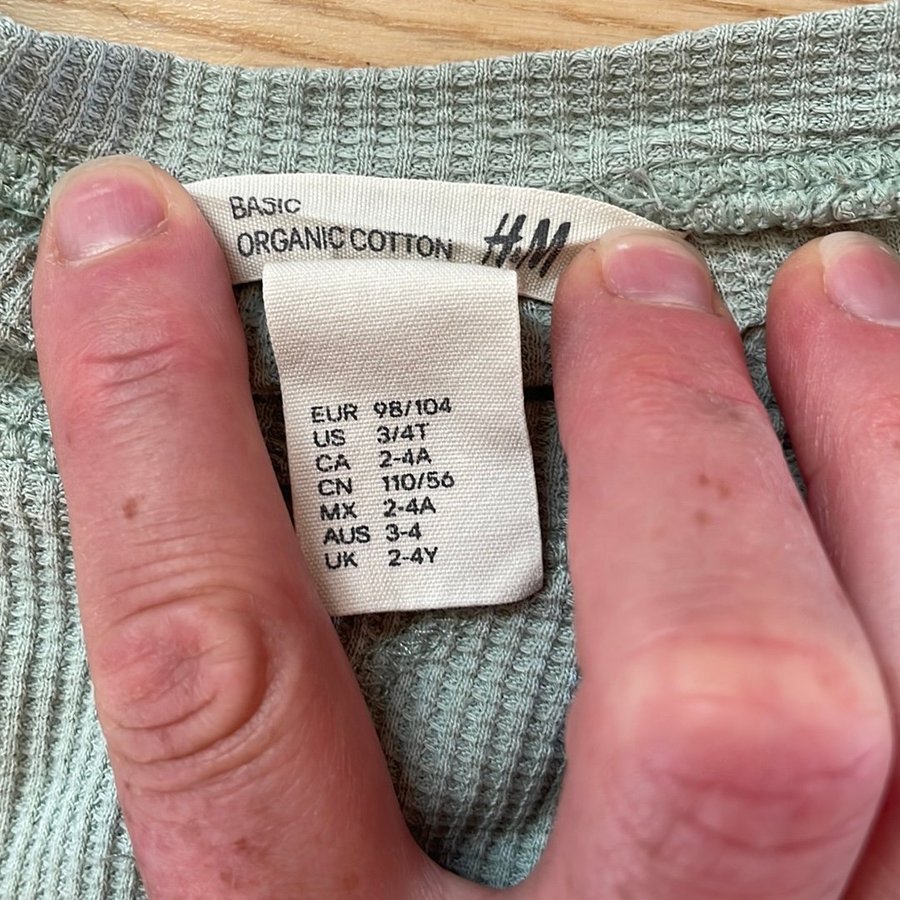 BASIC
ORGANIC COTTON H&M
EUR 98/104
US 3/4T
CA 2-4A
CN 110/56
MX 2-4A
AUS 3-4
UK 2-4Y